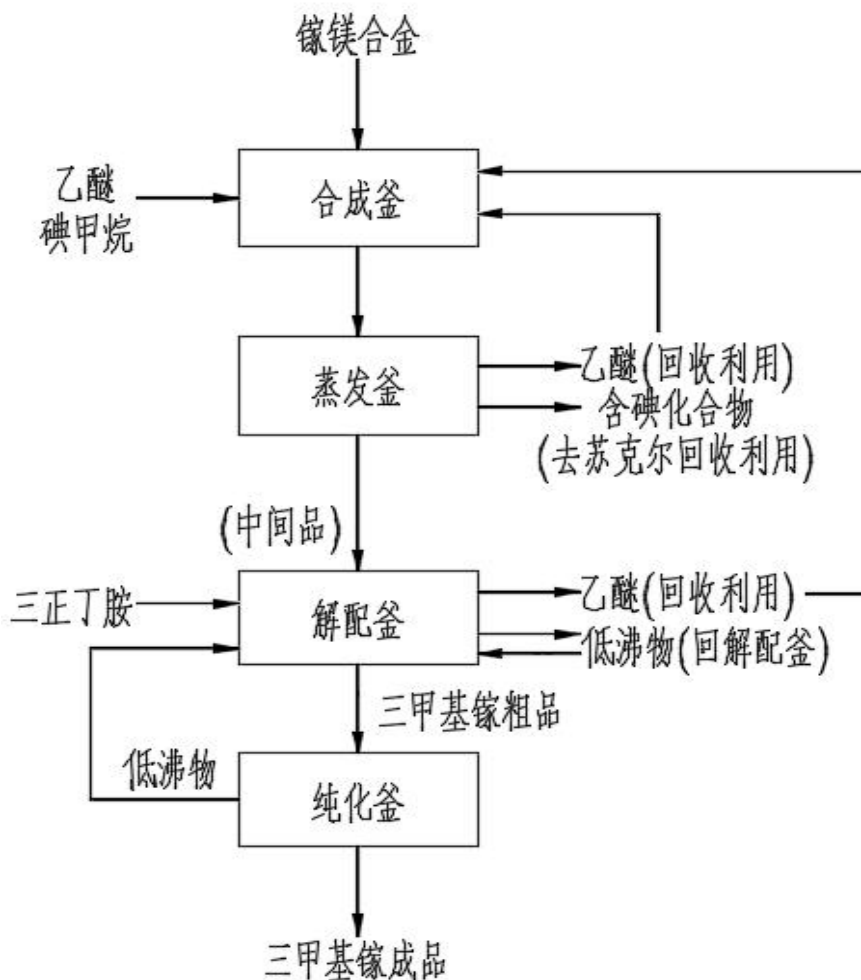 镓镁合金
乙醚
碘甲烷
合成釜
蒸发釜
乙醚(回收利用)
含碘化合物
(去苏克尔回收利用)
(中间品)
三正丁胺
解配釜
乙醚(回收利用)
低沸物(回解配釜)
三甲基镓粗品
低沸物
纯化釜
三甲基镓成品